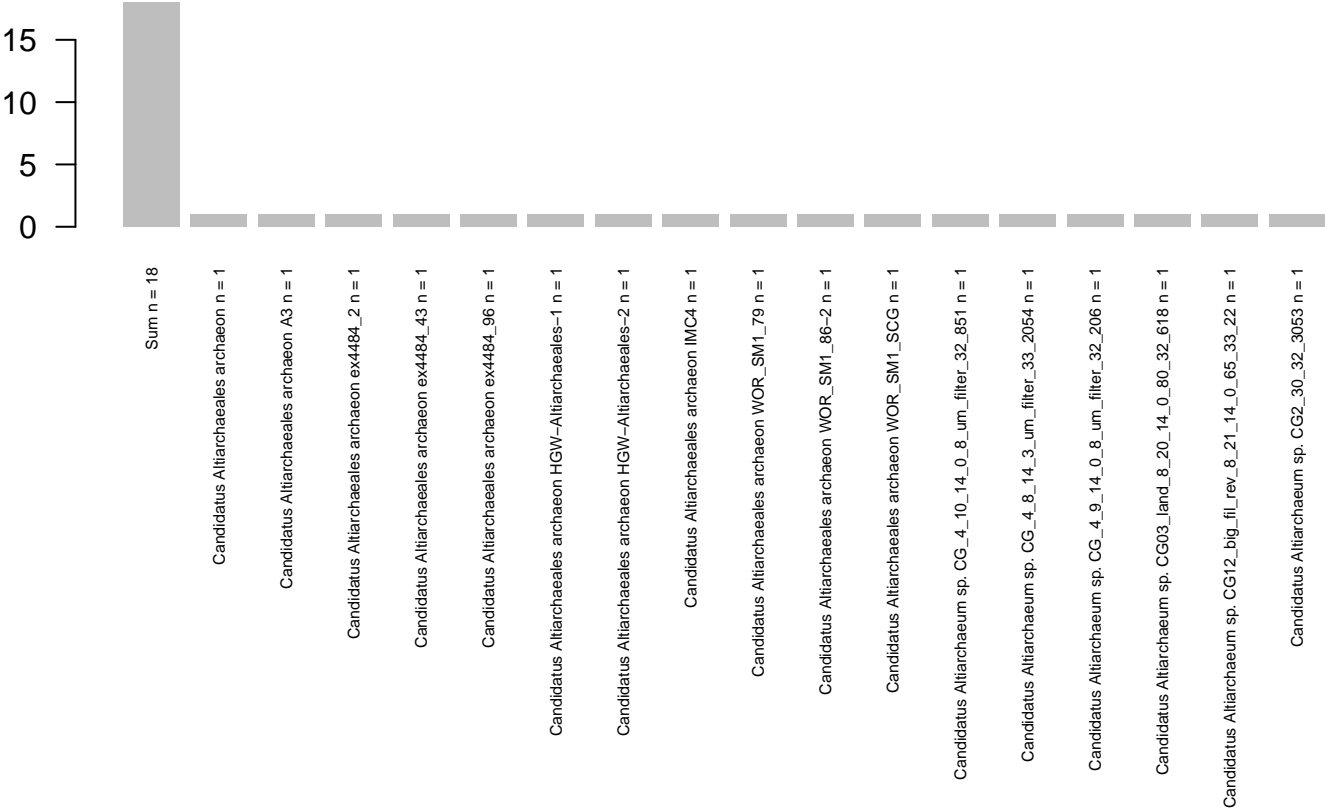 15
10
5
0
Sum n = 18
Candidatus Altiarchaeales archaeon n = 1
Candidatus Altiarchaeales archaeon A3 n = 1
Candidatus Altiarchaeales archaeon ex4484_2 n = 1
Candidatus Altiarchaeales archaeon ex4484_43 n = 1
Candidatus Altiarchaeales archaeon ex4484_96 n = 1
Candidatus Altiarchaeales archaeon HGW−Altiarchaeales−1 n = 1
Candidatus Altiarchaeales archaeon HGW−Altiarchaeales−2 n = 1
Candidatus Altiarchaeales archaeon IMC4 n = 1
Candidatus Altiarchaeales archaeon WOR_SM1_79 n = 1
Candidatus Altiarchaeales archaeon WOR_SM1_86−2 n = 1
Candidatus Altiarchaeales archaeon WOR_SM1_SCG n = 1
Candidatus Altiarchaeum sp. CG_4_10_14_0_8_um_filter_32_851 n = 1
Candidatus Altiarchaeum sp. CG_4_8_14_3_um_filter_33_2054 n = 1
Candidatus Altiarchaeum sp. CG_4_9_14_0_8_um_filter_32_206 n = 1
Candidatus Altiarchaeum sp. CG03_land_8_20_14_0_80_32_618 n = 1
Candidatus Altiarchaeum sp. CG12_big_fil_rev_8_21_14_0_65_33_22 n = 1
Candidatus Altiarchaeum sp. CG2_30_32_3053 n = 1